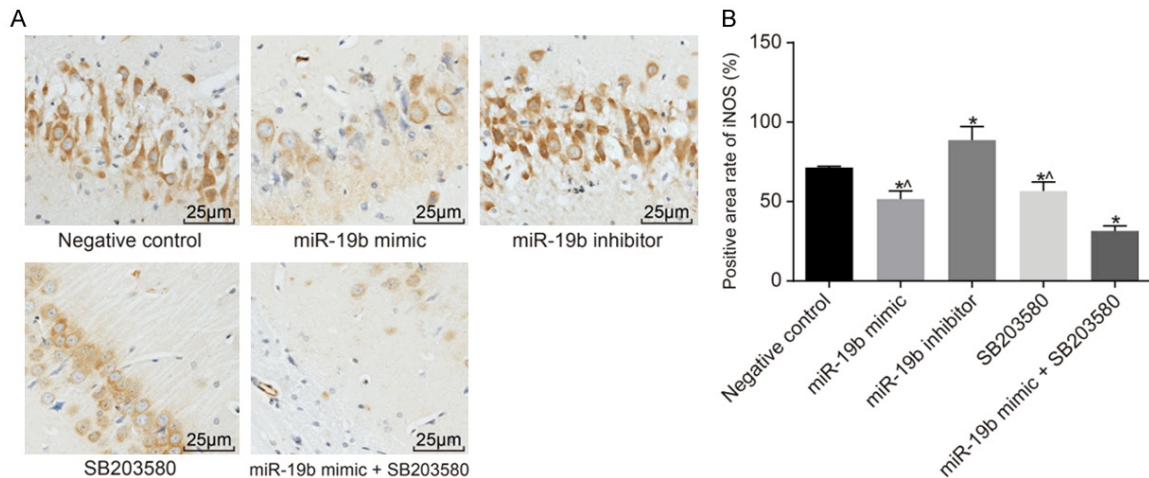 A
25μm
25μm
25μm
Negative control
miR-19b mimic
miR-19b inhibitor
25μm
25μm
SB203580
miR-19b mimic + SB203580
B
Positive area rate of iNOS (%)
150
100
50
0
*^
*
*^
*
Negative control
miR-19b mimic
miR-19b inhibitor
SB203580
miR-19b mimic + SB203580